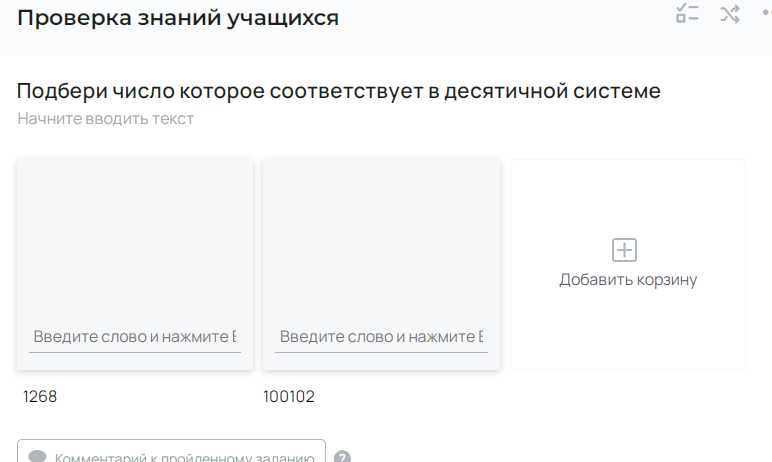 Проверка знаний учащихся
Подбери число которое соответствует в десятичной системе
Начните вводить текст
Введите слово и нажмите E
Введите слово и нажмите E
Добавить корзину
1268
100102
Комментарий к пройденному заданию
?